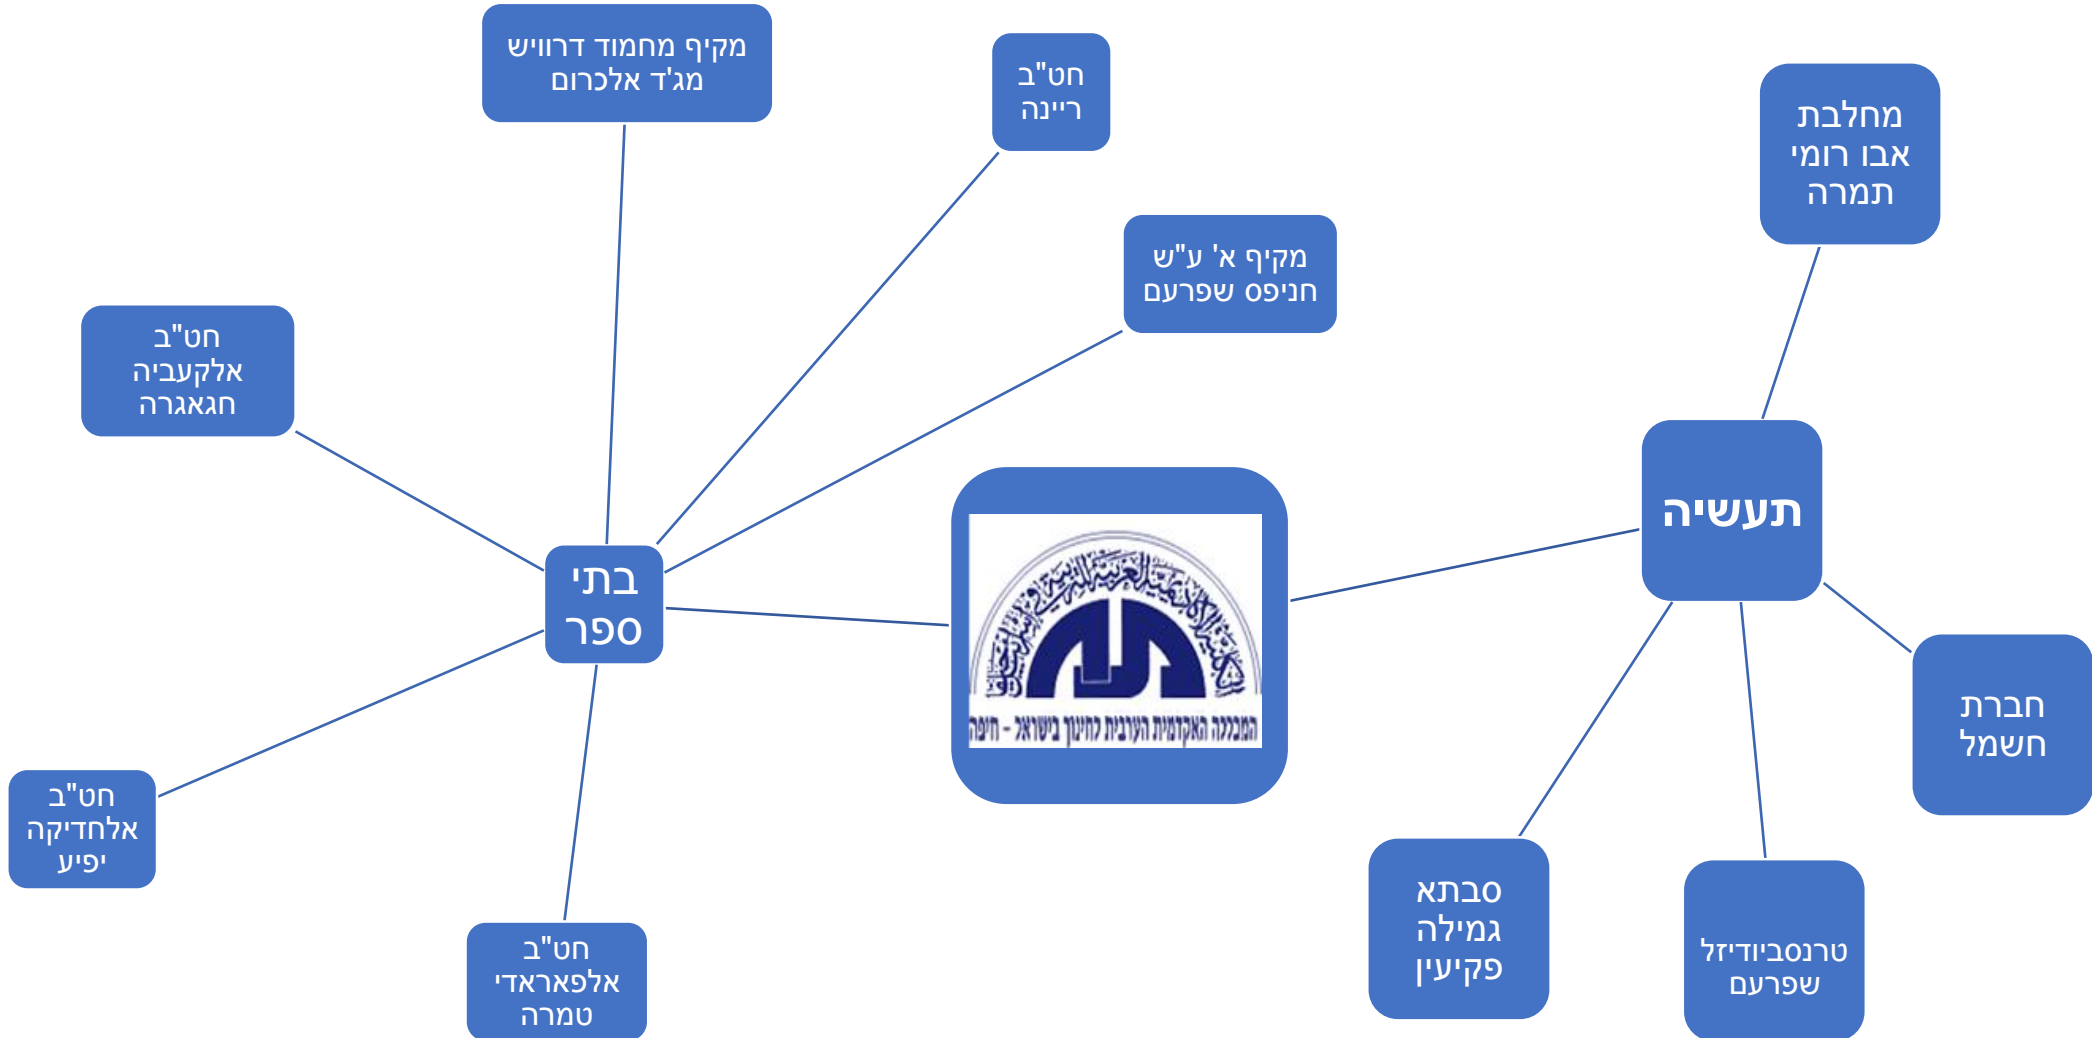 מקיף מחמוד דרוויש
מג'ד אלכרום
חט"ב
ריינה
מחלבת
אבו רומי
תמרה
מקיף א' ע"ש
חניפס שפרעם
חט"ב
אלקעביה
חגאגרה
תעשיה
בתי
ספר
המכללה האקדמית הערבית לחינוך בישראל - חיפה
חברת
חשמל
חט"ב
אלחדיקה
יפיע
סבתא
גמילה
פקיעין
טרנסביודיזל
שפרעם
חט"ב
אלפאראדי
טמרה